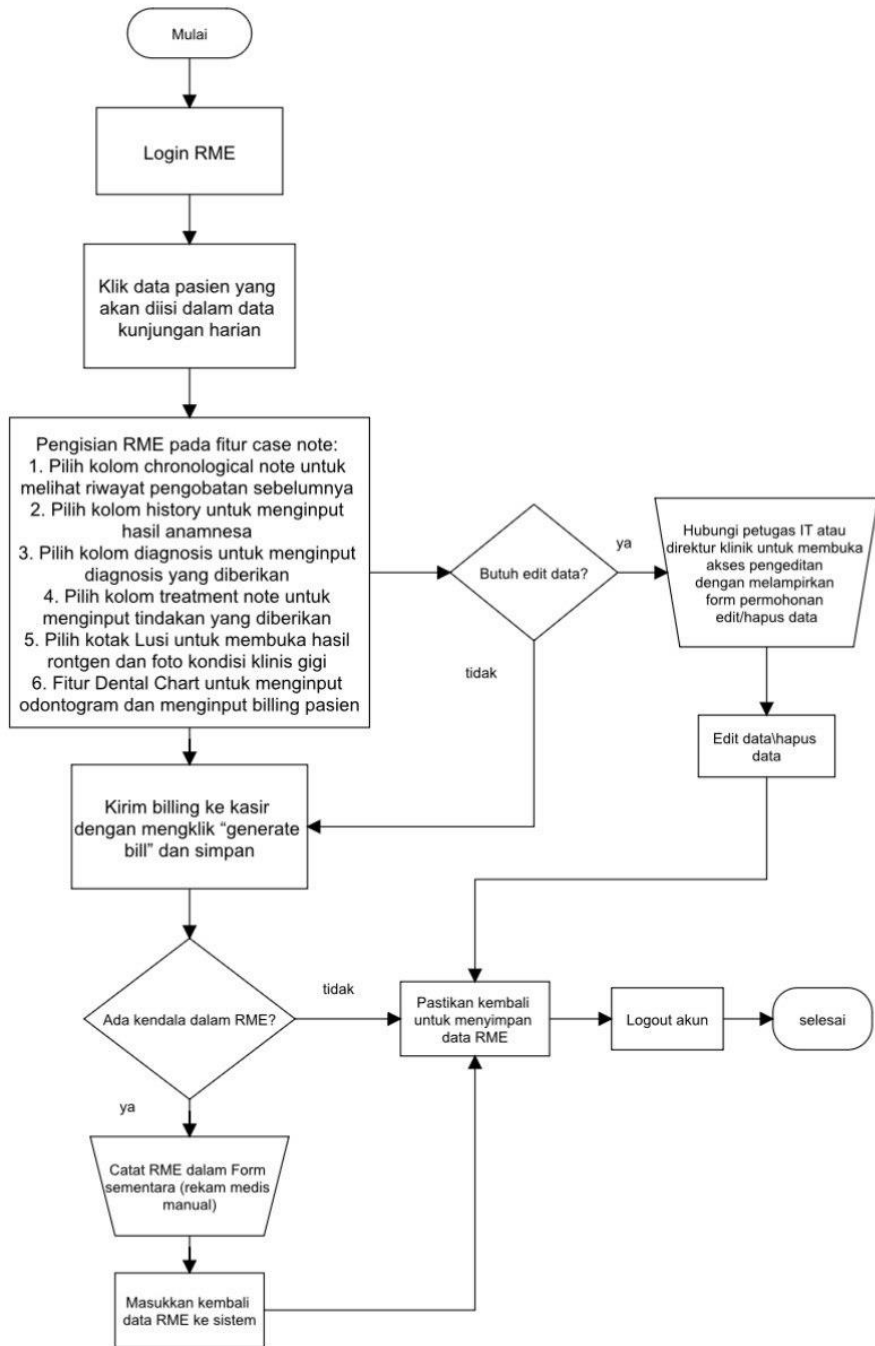 Mulai
Login RME
Klik data pasien yang
akan diisi dalam data
kunjungan harian
Pengisian RME pada fitur case note:
1. Pilih kolom chronological note untuk
melihat riwayat pengobatan sebelumnya
2. Pilih kolom history untuk menginput
hasil anamnesa
3. Pilih kolom diagnosis untuk menginput
diagnosis yang diberikan
4. Pilih kolom treatment note untuk
menginput tindakan yang diberikan
5. Pilih kotak Lusi untuk membuka hasil
rontgen dan foto kondisi klinis gigi
6. Fitur Dental Chart untuk menginput
odontogram dan menginput billing pasien
Butuh edit data?
ya
Hubungi petugas IT atau
direktur klinik untuk membuka
akses pengeditan
dengan melampirkan
form permohonan
edit/hapus data
tidak
Edit data\hapus
data
Kirim billing ke kasir
dengan mengklik “generate
bill” dan simpan
Ada kendala dalam RME?
tidak
Pastikan kembali
untuk menyimpan
data RME
Logout akun
selesai
ya
Catat RME dalam Form
sementara (rekam medis
manual)
Masukkan kembali
data RME ke sistem